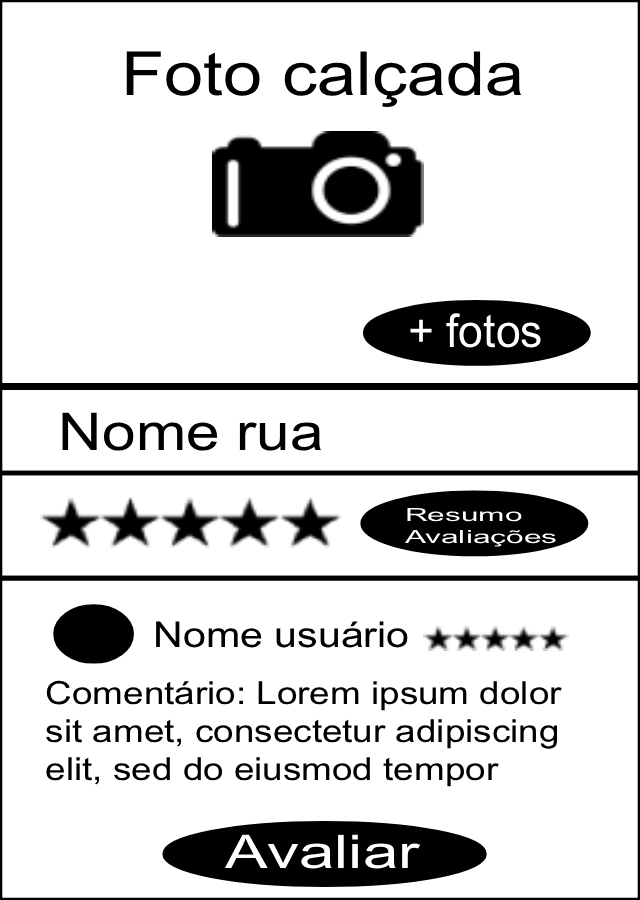 Foto calçada
+ fotos
Nome rua
Resumo
Avaliações
Nome usuário
Comentário: Lorem ipsum dolor
sit amet, consectetur adipiscing
elit, sed do eiusmod tempor
Avaliar